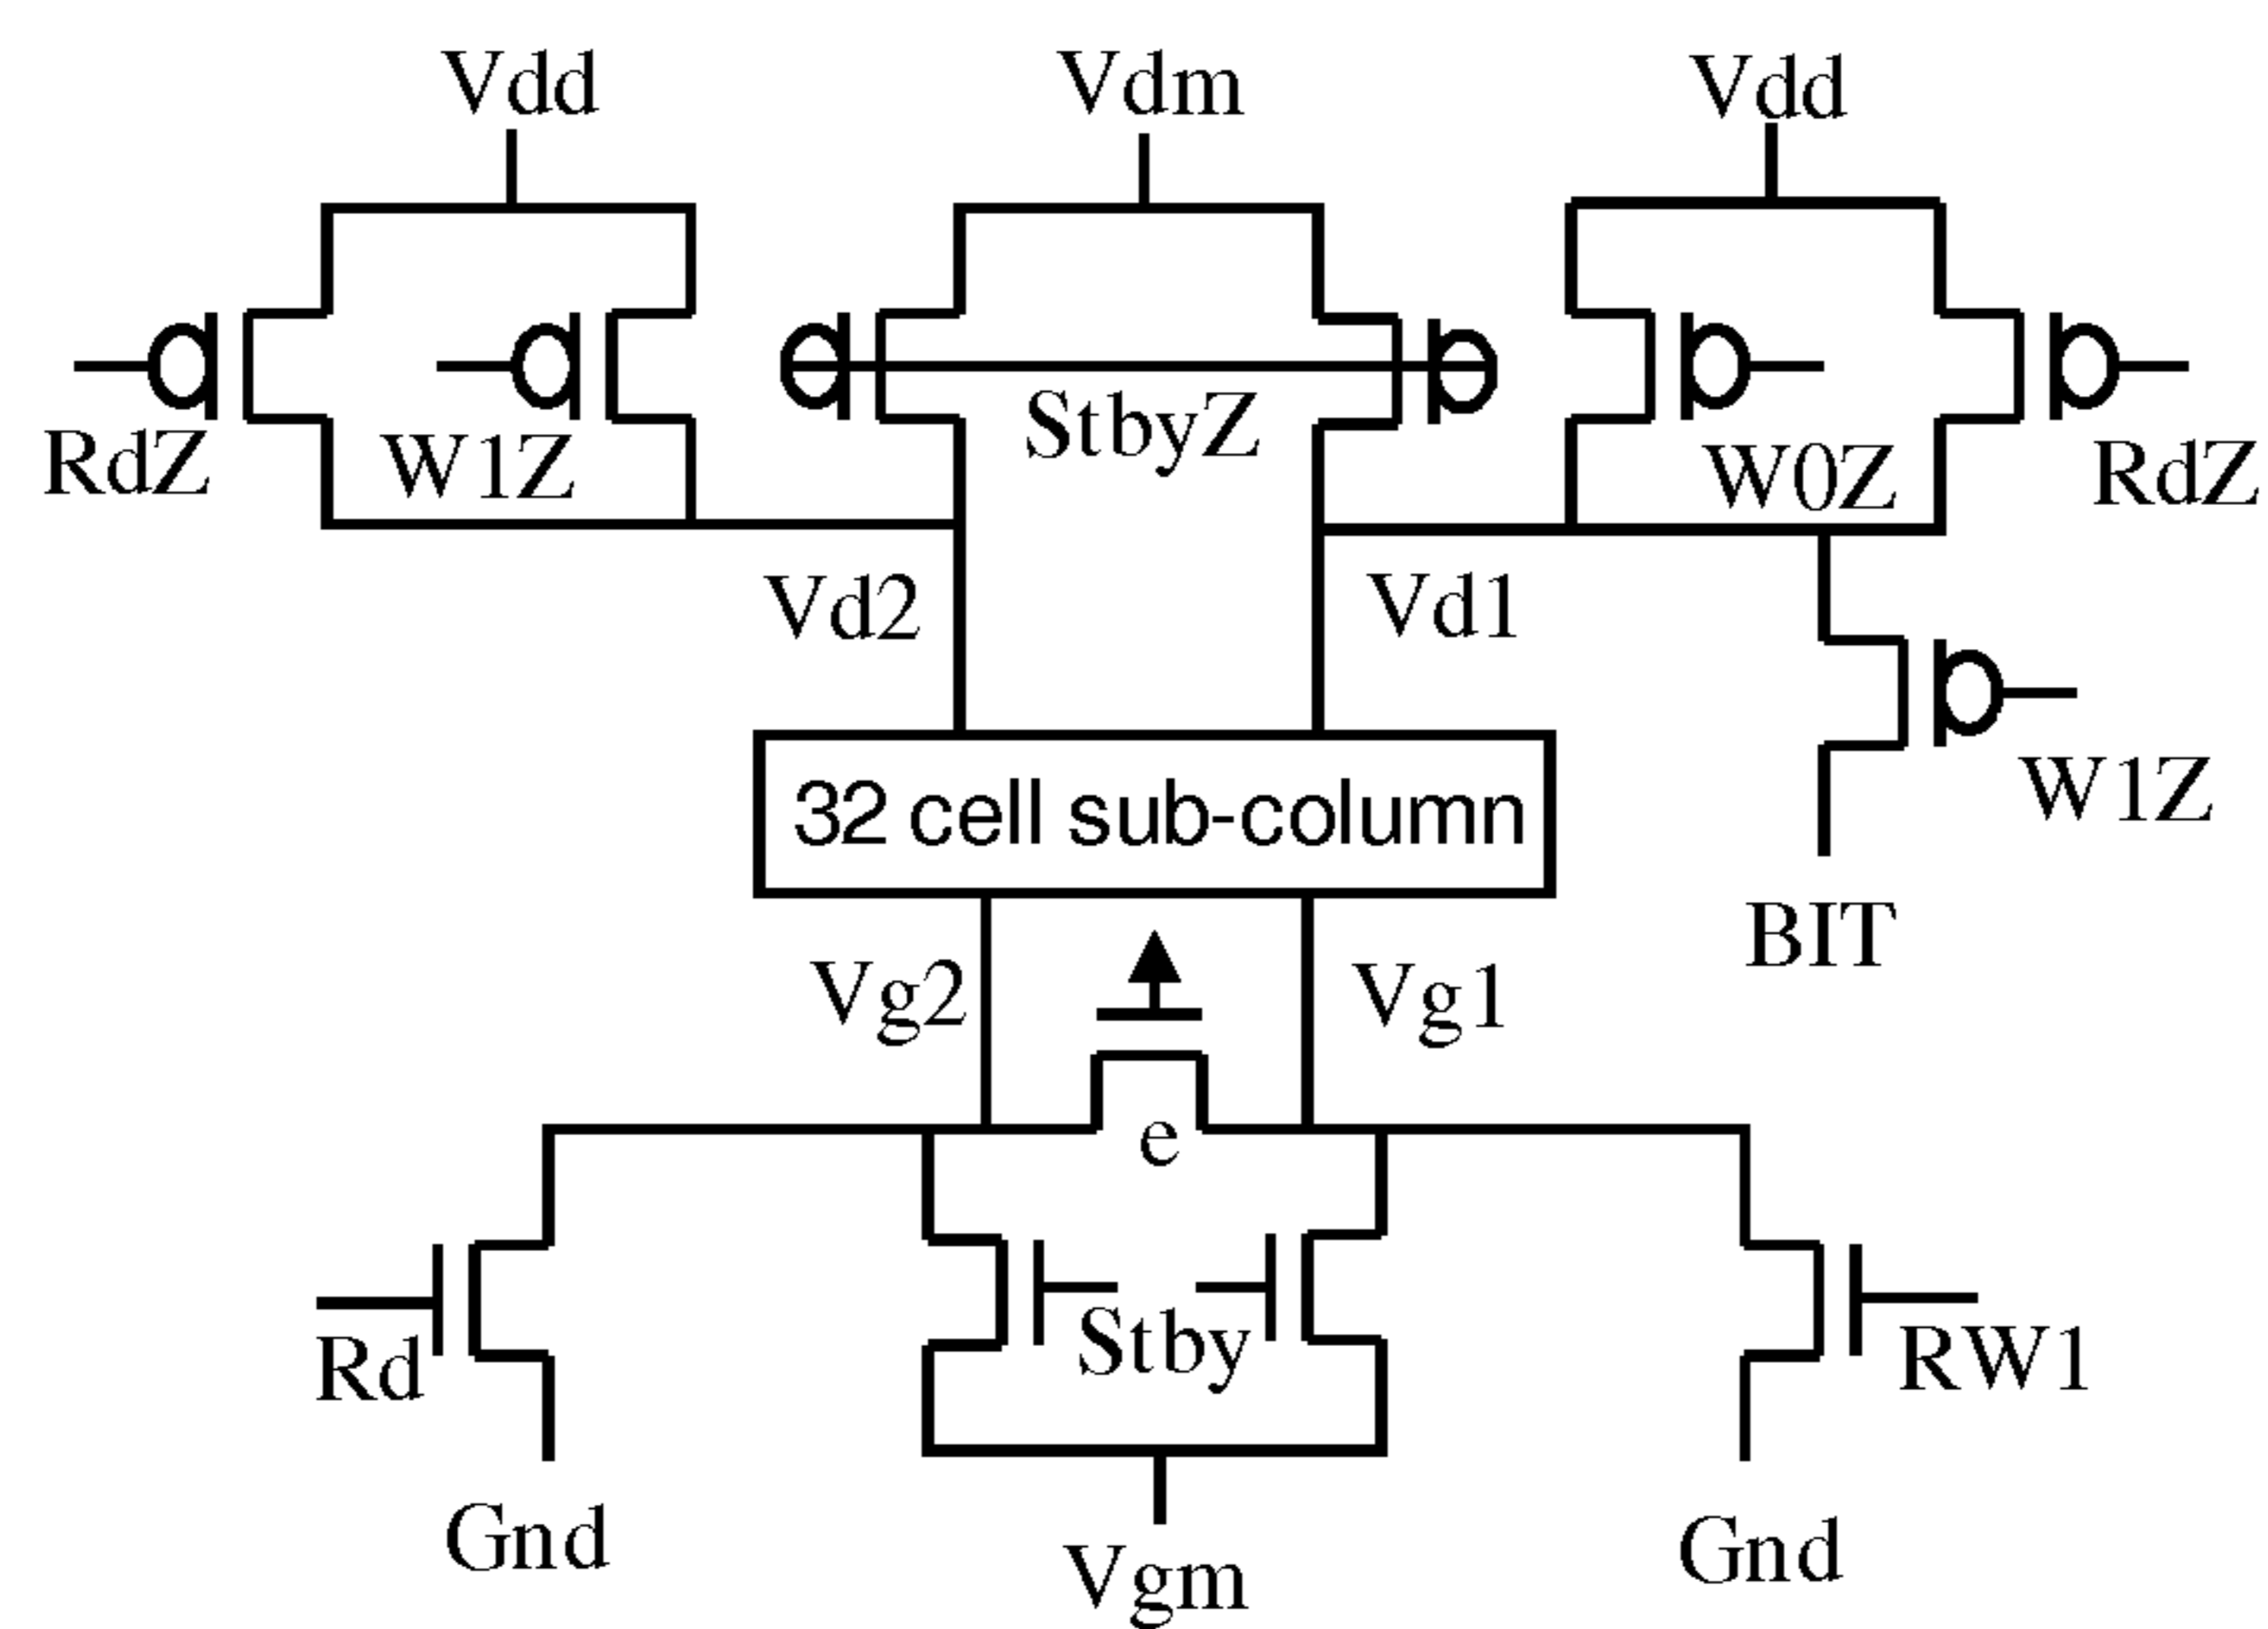 Vdd
Vdm
Vdd
RdZ
W1Z
StbyZ
W0Z
RdZ
Vd2
Vd1
W1Z
32 cell sub-column
BIT
Vg2
Vg1
e
Rd
Stby
RW1
Gnd
Vgm
Gnd